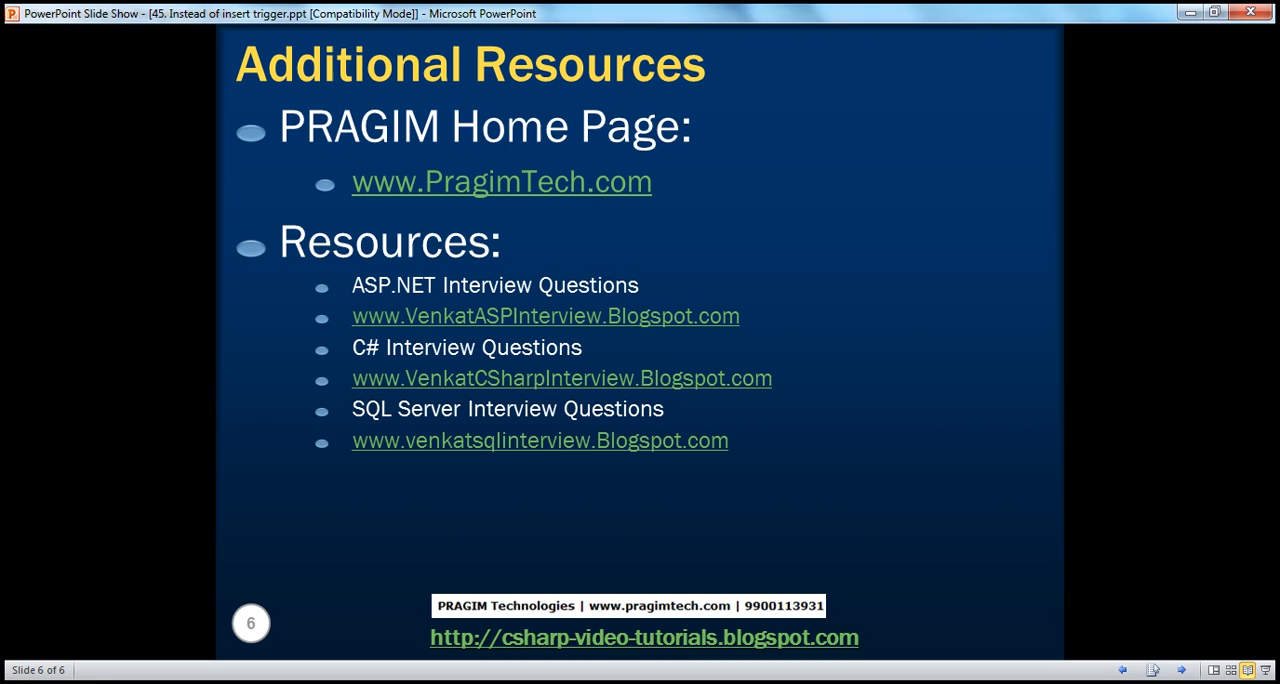 PowerPoint Slide Show - [45. Instead of insert trigger.ppt [Compatibility Mode]] - Microsoft PowerPoint
Additional Resources
PRAGIM Home Page:
www.PragimTech.com
Resources:
ASP.NET Interview Questions
www.VenkatASPInterview.Blogspot.com
C# Interview Questions
www.VenkatCSharpInterview.Blogspot.com
SQL Server Interview Questions
www.venkatsqlinterview.Blogspot.com
PRAGIM Technologies | www.pragimtech.com | 9900113931
6
http://csharp-video-tutorials.blogspot.com
Slide 6 of 6